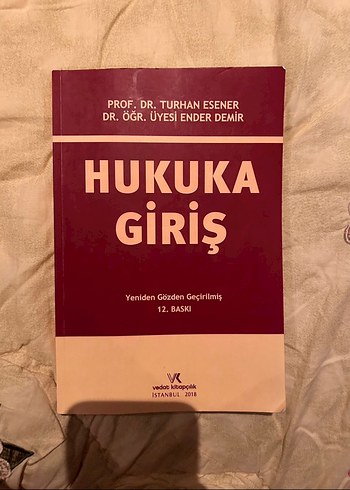 PROF. DR. TURHAN ESENER
DR. ÖĞR. ÜYESİ ENDER DEMİR
HUKUKA
GİRİŞ
Yeniden Gözden Geçirilmiş
12. BASKI
VK
vedat kitapçılık
İSTANBUL 2018